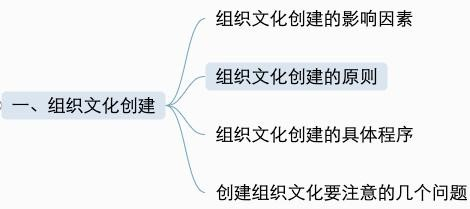 组织文化创建的影响因素
组织文化创建的原则
一、组织文化创建
组织文化创建的具体程序
创建组织文化要注意的几个问题